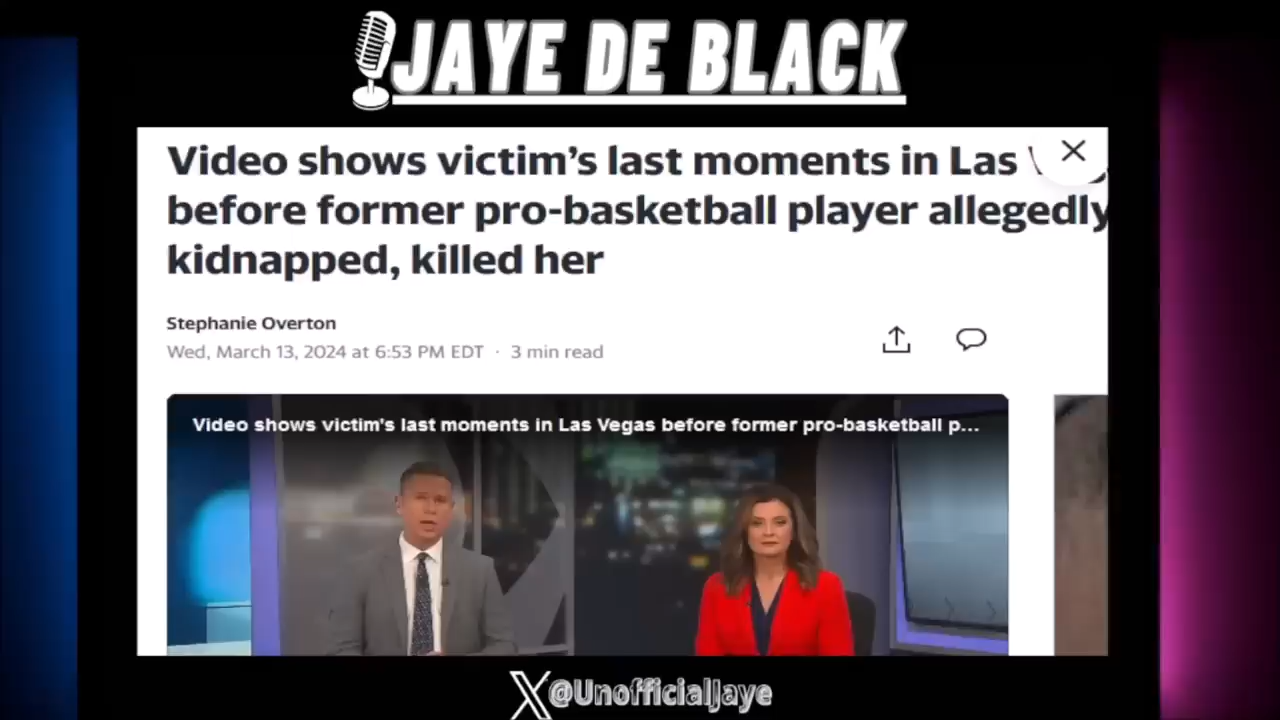 JAYE DE BLACK
Video shows victim's last moments in Las
before former pro-basketball player allegedly
kidnapped, killed her
Stephanie Overton
Wed, March 13, 2024 at 6:53 PM EDT · 3 min read
Video shows victim's last moments in Las Vegas before former pro-basketball p...
X@UnofficialJaye